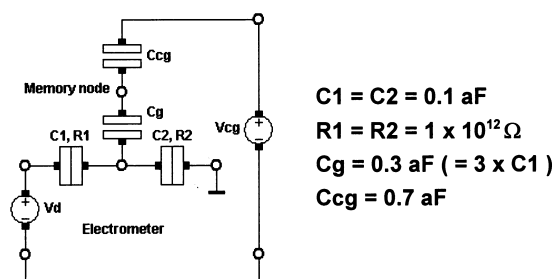 Ccg
Memory node
Cg
Vcg
C1, R1
C2, R2
Vd
Electrometer
C1 = C2 = 0.1 aF
R1 = R2 = 1 x 10¹² Ω
Cg = 0.3 aF ( = 3 x C1 )
Ccg = 0.7 aF